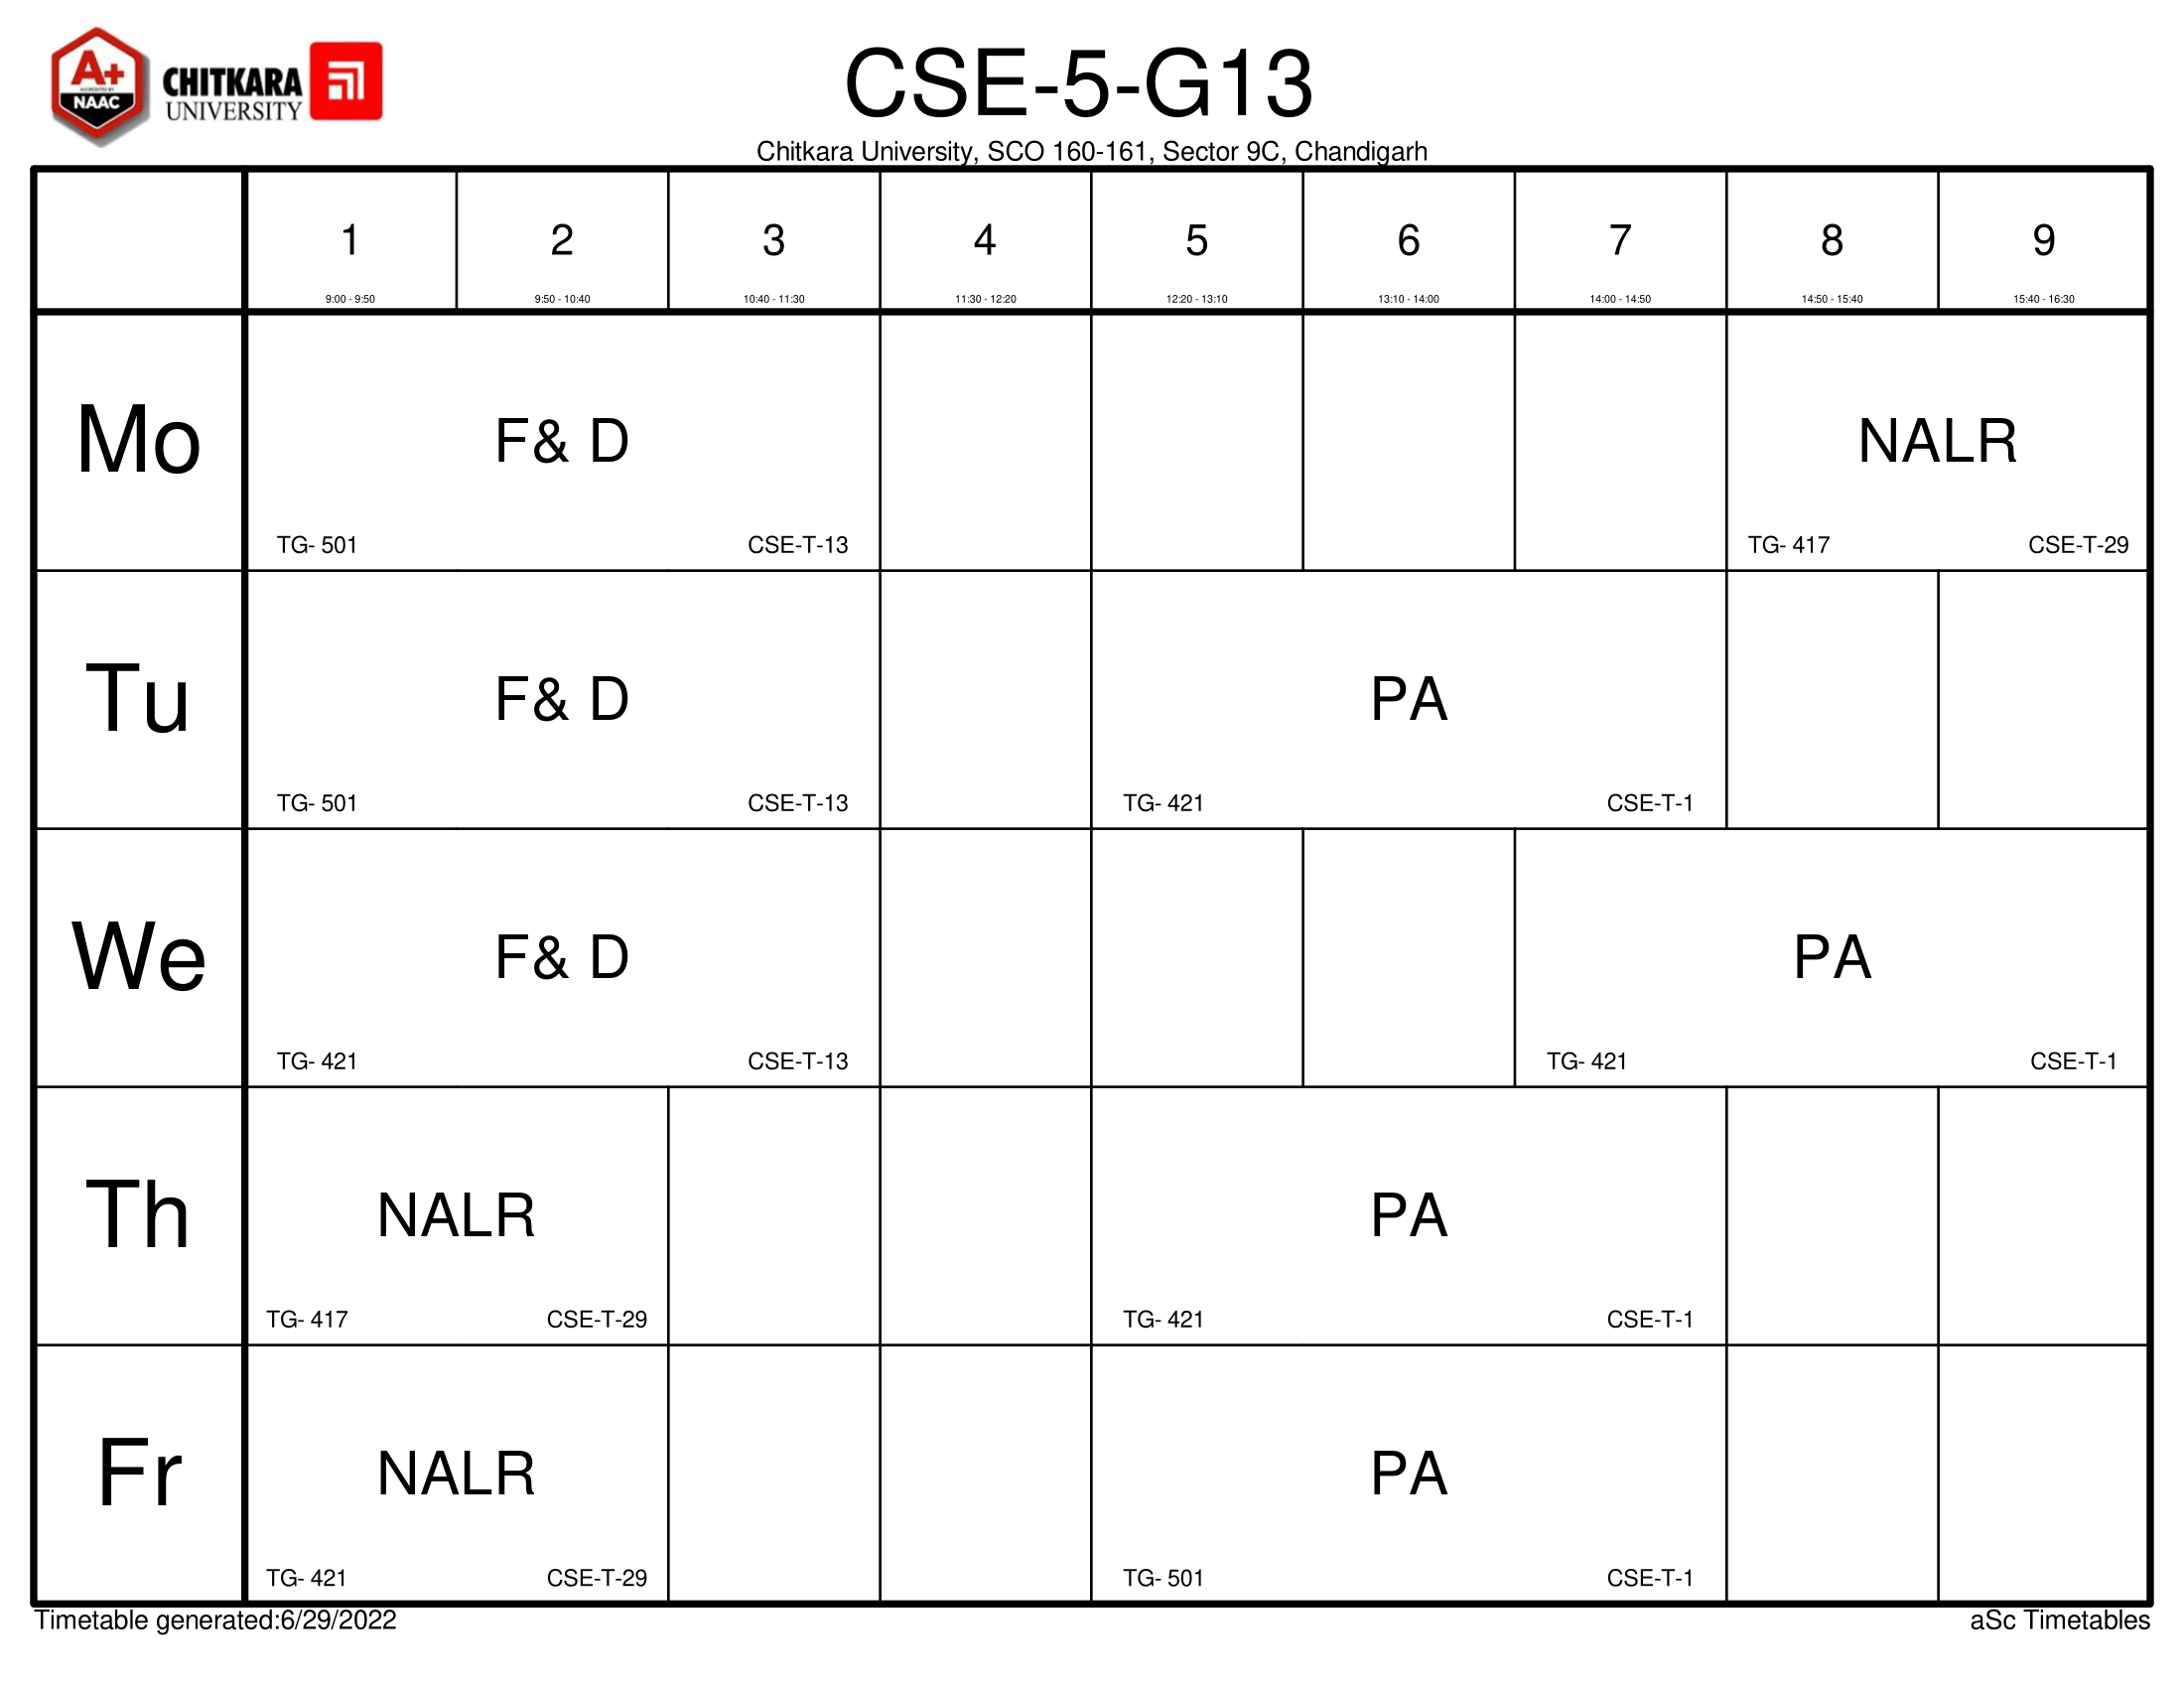 A+
ACCREDITED BY
NAAC
CHITKARA
UNIVERSITY
CSE-5-G13
Chitkara University, SCO 160-161, Sector 9C, Chandigarh
1 2 3 4 5 6 7 8 9
9:00 - 9:50 9:50 - 10:40 10:40 - 11:30 11:30 - 12:20 12:20 - 13:10 13:10 - 14:00 14:00 - 14:50 14:50 - 15:40 15:40 - 16:30
Mo F& D NALR
TG- 501 CSE-T-13 TG- 417 CSE-T-29
Tu F& D PA
TG- 501 CSE-T-13 TG- 421 CSE-T-1
We F& D PA
TG- 421 CSE-T-13 TG- 421 CSE-T-1
Th NALR PA
TG- 417 CSE-T-29 TG- 421 CSE-T-1
Fr NALR PA
TG- 421 CSE-T-29 TG- 501 CSE-T-1
Timetable generated:6/29/2022 aSc Timetables